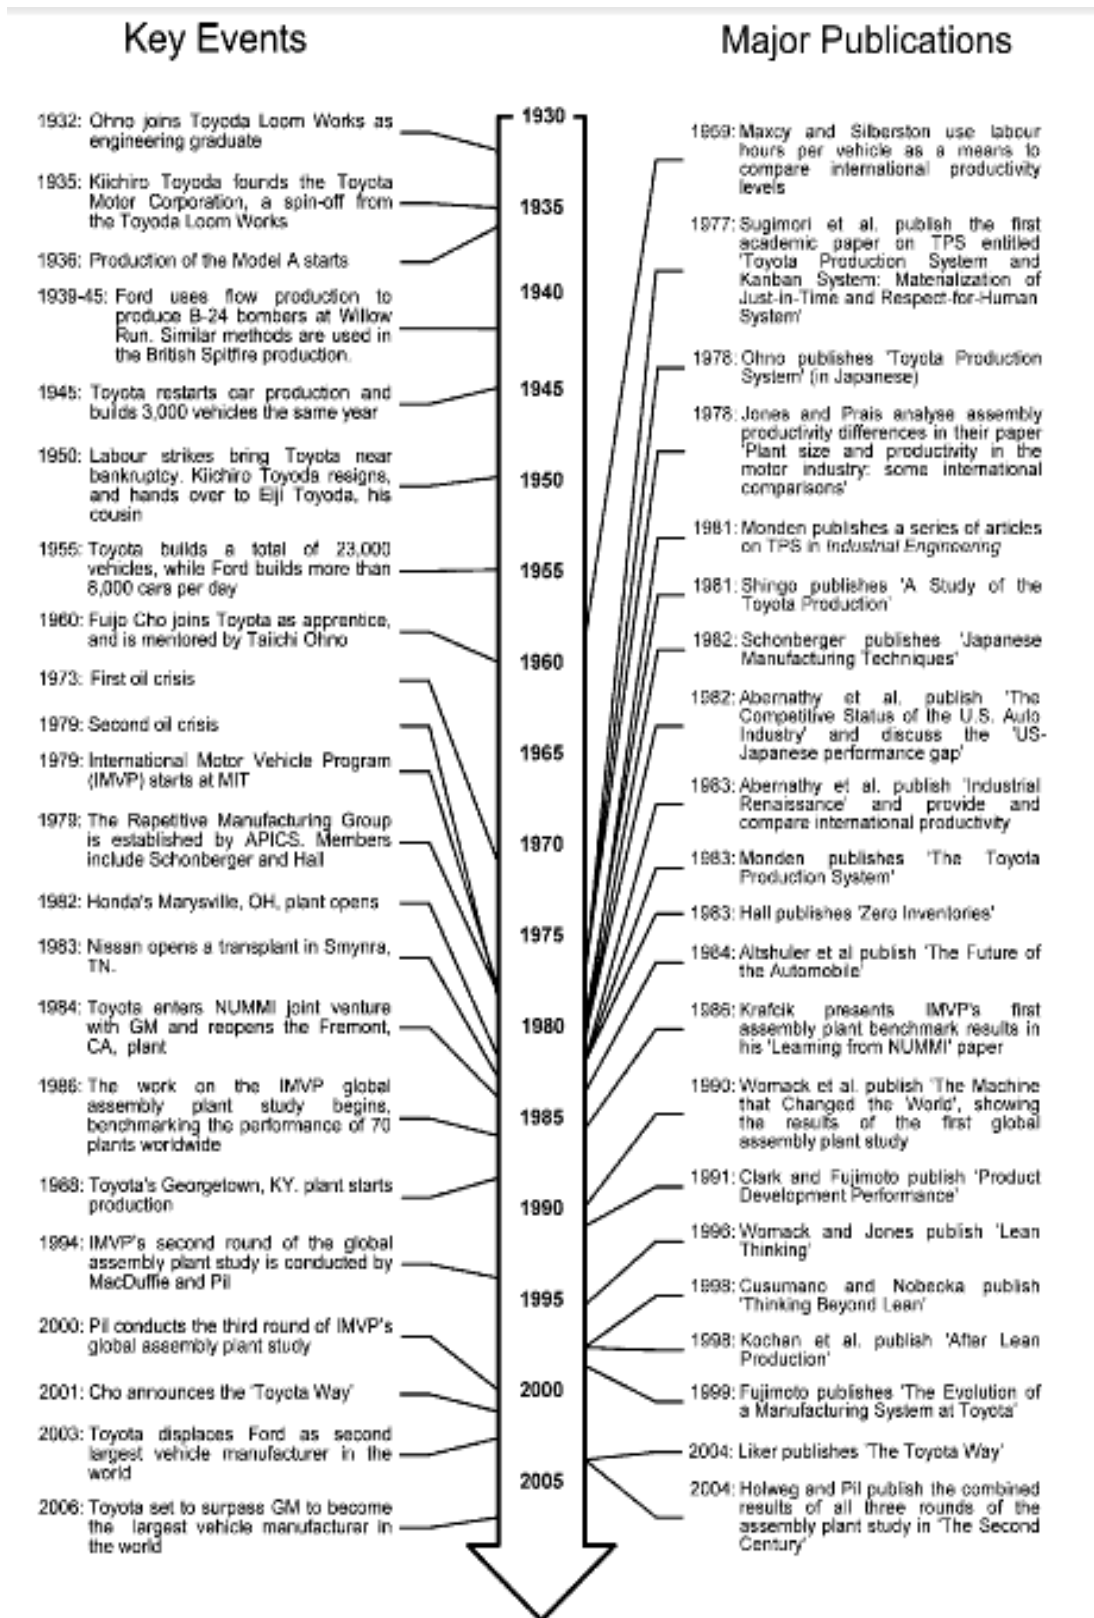 Key Events
1932: Ohno joins Toyoda Loom Works as
engineering graduate
1935: Kiichiro Toyoda founds the Toyota
Motor Corporation, a spin-off from
the Toyoda Loom Works
1936: Production of the Model A starts
1939-45: Ford uses flow production to
produce B-24 bombers at Willow
Run. Similar methods are used in
the British Spitfire production.
1945: Toyota restarts car production and
builds 3,000 vehicles the same year
1950: Labour strikes bring Toyota near
bankruptcy. Kiichiro Toyoda resigns,
and hands over to Eiji Toyoda, his
cousin
1955: Toyota builds a total of 23,000
vehicles, while Ford builds more than
8,000 cars per day
1960: Fuijo Cho joins Toyota as apprentice,
and is mentored by Taiichi Ohno
1973: First oil crisis
1979: Second oil crisis
1979: International Motor Vehicle Program
(IMVP) starts at MIT
1979: The Repetitive Manufacturing Group
is established by APICS. Members
include Schonberger and Hall
1982: Honda's Marysville, OH, plant opens
1983: Nissan opens a transplant in Smynra,
TN.
1984: Toyota enters NUMMI joint venture
with GM and reopens the Fremont,
CA, plant
1986: The work on the IMVP global
assembly plant study begins,
benchmarking the performance of 70
plants worldwide
1988: Toyota's Georgetown, KY. plant starts
production
1994: IMVP's second round of the global
assembly plant study is conducted by
MacDuffie and Pil
2000: Pil conducts the third round of IMVP's
global assembly plant study
2001: Cho announces the 'Toyota Way'
2003: Toyota displaces Ford as second
largest vehicle manufacturer in the
world
2006: Toyota set to surpass GM to become
the largest vehicle manufacturer in
the world
1930
1935
1940
1945
1950
1955
1960
1965
1970
1975
1980
1985
1990
1995
2000
2005
Major Publications
1959: Maxcy and Silberston use labour
hours per vehicle as a means to
compare international productivity
levels
1977: Sugimori et al. publish the first
academic paper on TPS entitled
'Toyota Production System and
Kanban System: Materialization of
Just-in-Time and Respect-for-Human
System'
1978: Ohno publishes 'Toyota Production
System' (in Japanese)
1978: Jones and Prais analyse assembly
productivity differences in their paper
'Plant size and productivity in the
motor industry: some international
comparisons'
1981: Monden publishes a series of articles
on TPS in Industrial Engineering
1981: Shingo publishes 'A Study of the
Toyota Production'
1982: Schonberger publishes 'Japanese
Manufacturing Techniques'
1982: Abernathy et al. publish 'The
Competitive Status of the U.S. Auto
Industry' and discuss the 'US-
Japanese performance gap'
1983: Abernathy et al. publish 'Industrial
Renaissance' and provide and
compare international productivity
1983: Monden publishes 'The Toyota
Production System'
1983: Hall publishes 'Zero Inventories'
1984: Altshuler et al publish 'The Future of
the Automobile'
1986: Krafcik presents IMVP's first
assembly plant benchmark results in
his 'Learning from NUMMI' paper
1990: Womack et al. publish 'The Machine
that Changed the World', showing
the results of the first global
assembly plant study
1991: Clark and Fujimoto publish 'Product
Development Performance'
1996: Womack and Jones publish 'Lean
Thinking'
1998: Cusumano and Nobeoka publish
'Thinking Beyond Lean'
1998: Kochan et al. publish 'After Lean
Production'
1999: Fujimoto publishes 'The Evolution of
a Manufacturing System at Toyota'
2004: Liker publishes 'The Toyota Way'
2004: Holweg and Pil publish the combined
results of all three rounds of the
assembly plant study in 'The Second
Century'